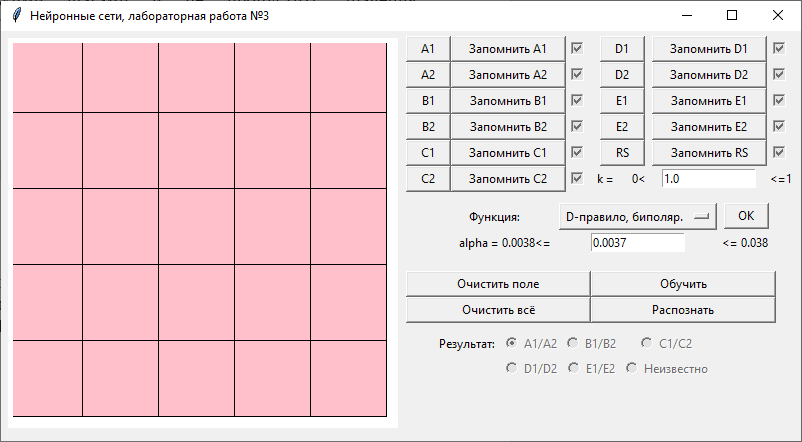 Нейронные сети, лабораторная работа №3
A1 Запомнить A1 D1 Запомнить D1
A2 Запомнить A2 D2 Запомнить D2
B1 Запомнить B1 E1 Запомнить E1
B2 Запомнить B2 E2 Запомнить E2
C1 Запомнить C1 RS Запомнить RS
C2 Запомнить C2 k = 0< 1.0 <=1
Функция: D-правило, биполяр. OK
alpha = 0.0038<= 0.0037 <= 0.038
Очистить поле Обучить
Очистить всё Распознать
Результат: A1/A2 B1/B2 C1/C2
D1/D2 E1/E2 Неизвестно